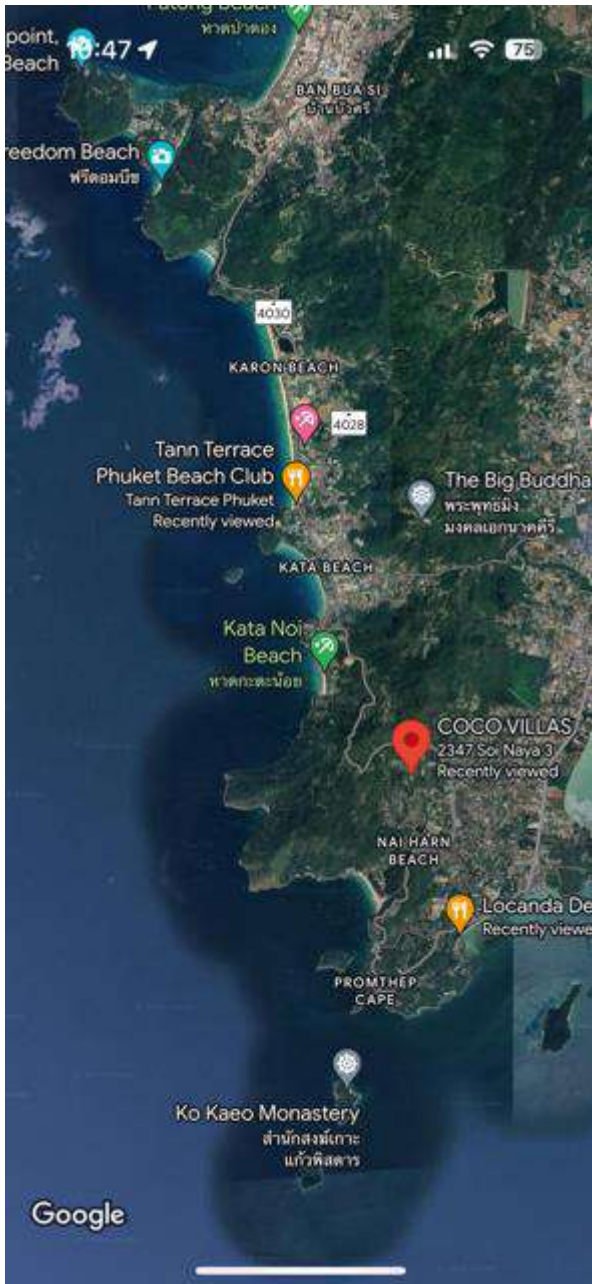 Patong Beach
หาดป่าตอง
point,
Beach
10:47
75
BAN BUA SI
บ้านบัวศรี
reedom Beach
ฟรีดอมบีช
4030
KARON BEACH
4028
Tann Terrace
Phuket Beach Club
Tann Terrace Phuket
Recently viewed
The Big Buddha
พระพุทธมิ่ง
มงคลเอกนาคคีรี
KATA BEACH
Kata Noi
Beach
หาดกะตะน้อย
COCO VILLAS
2347 Soi Naya 3
Recently viewed
NAI HARN
BEACH
Locanda De
Recently viewe
PROMTHEP
CAPE
Ko Kaeo Monastery
สำนักสงฆ์เกาะ
แก้วพิสดาร
Google